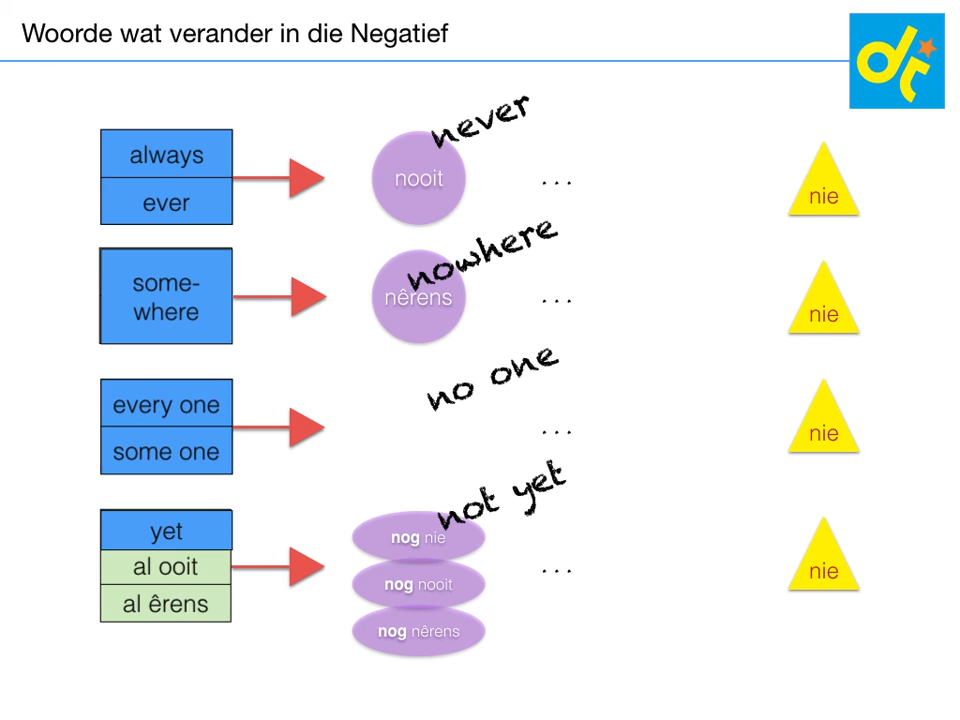 Woorde wat verander in die Negatief
dt
never
always
ever
nooit
...
nie
nowhere
some-
where
nêrens
...
nie
no one
every one
some one
...
nie
not yet
yet
al ooit
al êrens
nog nie
nog nooit
nog nêrens
...
nie